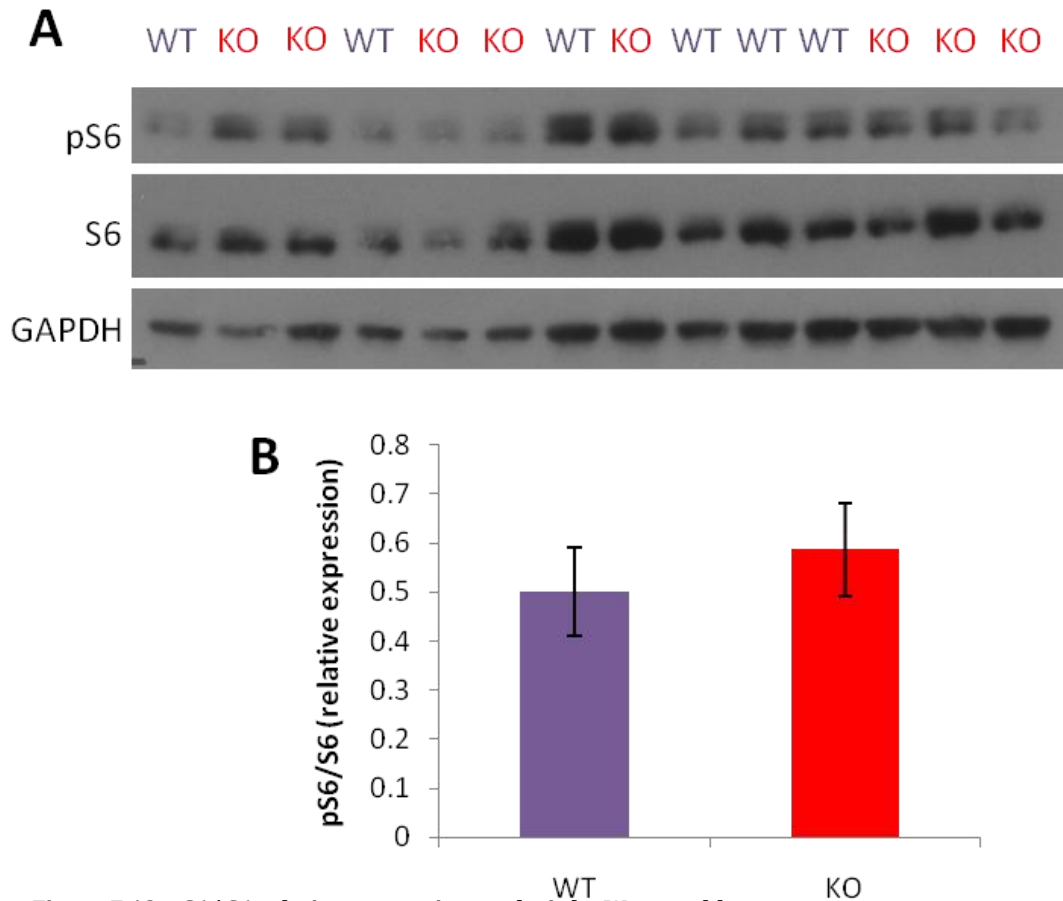 A
WT KO KO WT KO KO WT KO WT WT WT KO KO KO
pS6
S6
GAPDH
B
pS6/S6 (relative expression)
0.8
0.7
0.6
0.5
0.4
0.3
0.2
0.1
0
WT KO